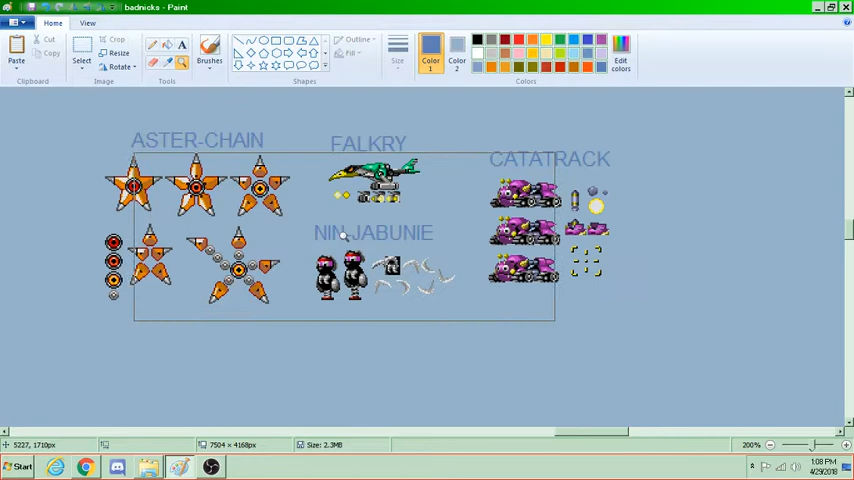 badnicks - Paint
Home View
Paste
Cut
Copy
Clipboard
Select
Crop
Resize
Rotate
Image
Tools
Brushes
Shapes
Outline
Fill
Size
Color 1
Color 2
Colors
Edit colors
ASTER-CHAIN
FALKRY
CATATRACK
NIN-JABUNIE
5227, 1710px
7504 × 4168px
Size: 2.3MB
200%
Start
1:08 PM
4/29/2018